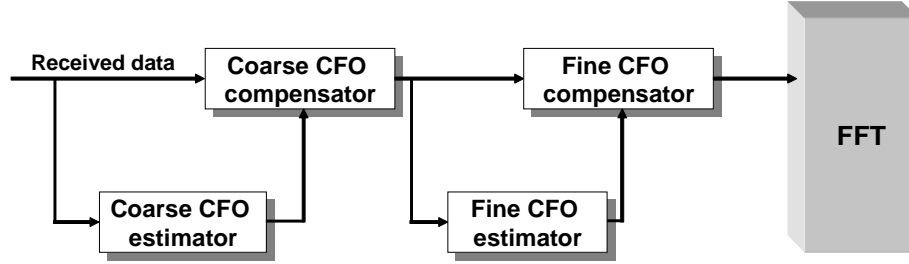 Received data
Coarse CFO
compensator
Fine CFO
compensator
FFT
Coarse CFO
estimator
Fine CFO
estimator